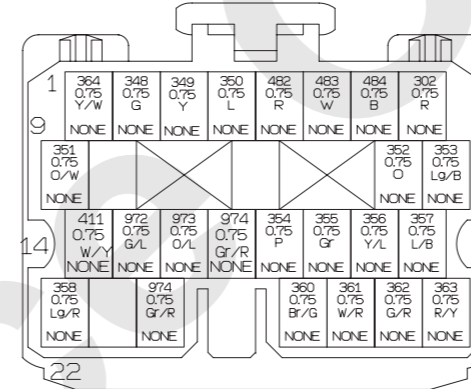 1 364 348 349 350 482 483 484 302
0.75 0.75 0.75 0.75 0.75 0.75 0.75 0.75
Y/W G Y L R W B R
NONE NONE NONE NONE NONE NONE NONE NONE
9
351 352 353
0.75 0.75 0.75
O/W O Lg/B
NONE NONE NONE
411 972 973 974 354 355 356 357
0.75 0.75 0.75 0.75 0.75 0.75 0.75 0.75
14 W/Y G/L O/L Gr/R P Gr Y/L L/B
NONE NONE NONE NONE NONE NONE NONE NONE
358 974 360 361 362 363
0.75 0.75 0.75 0.75 0.75 0.75
Lg/R Gr/R Br/G W/R G/R R/Y
NONE NONE NONE NONE NONE NONE
22